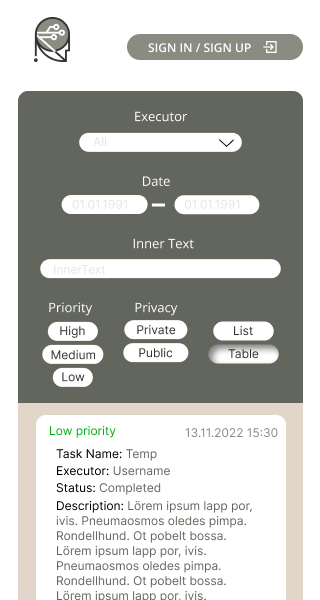 SIGN IN / SIGN UP
Executor
All
Date
01.01.1991 01.01.1991
Inner Text
InnerText
Priority Privacy
High Private List
Medium Public Table
Low
Low priority 13.11.2022 15:30
Task Name: Temp
Executor: Username
Status: Completed
Description: Lörem ipsum lapp por,
ivis. Pneumaosmos oledes pimpa.
Rondellhund. Ot pobelt bossa.
Lörem ipsum lapp por, ivis.
Pneumaosmos oledes pimpa.
Rondellhund. Ot pobelt bossa.
Lörem ipsum lapp por, ivis.